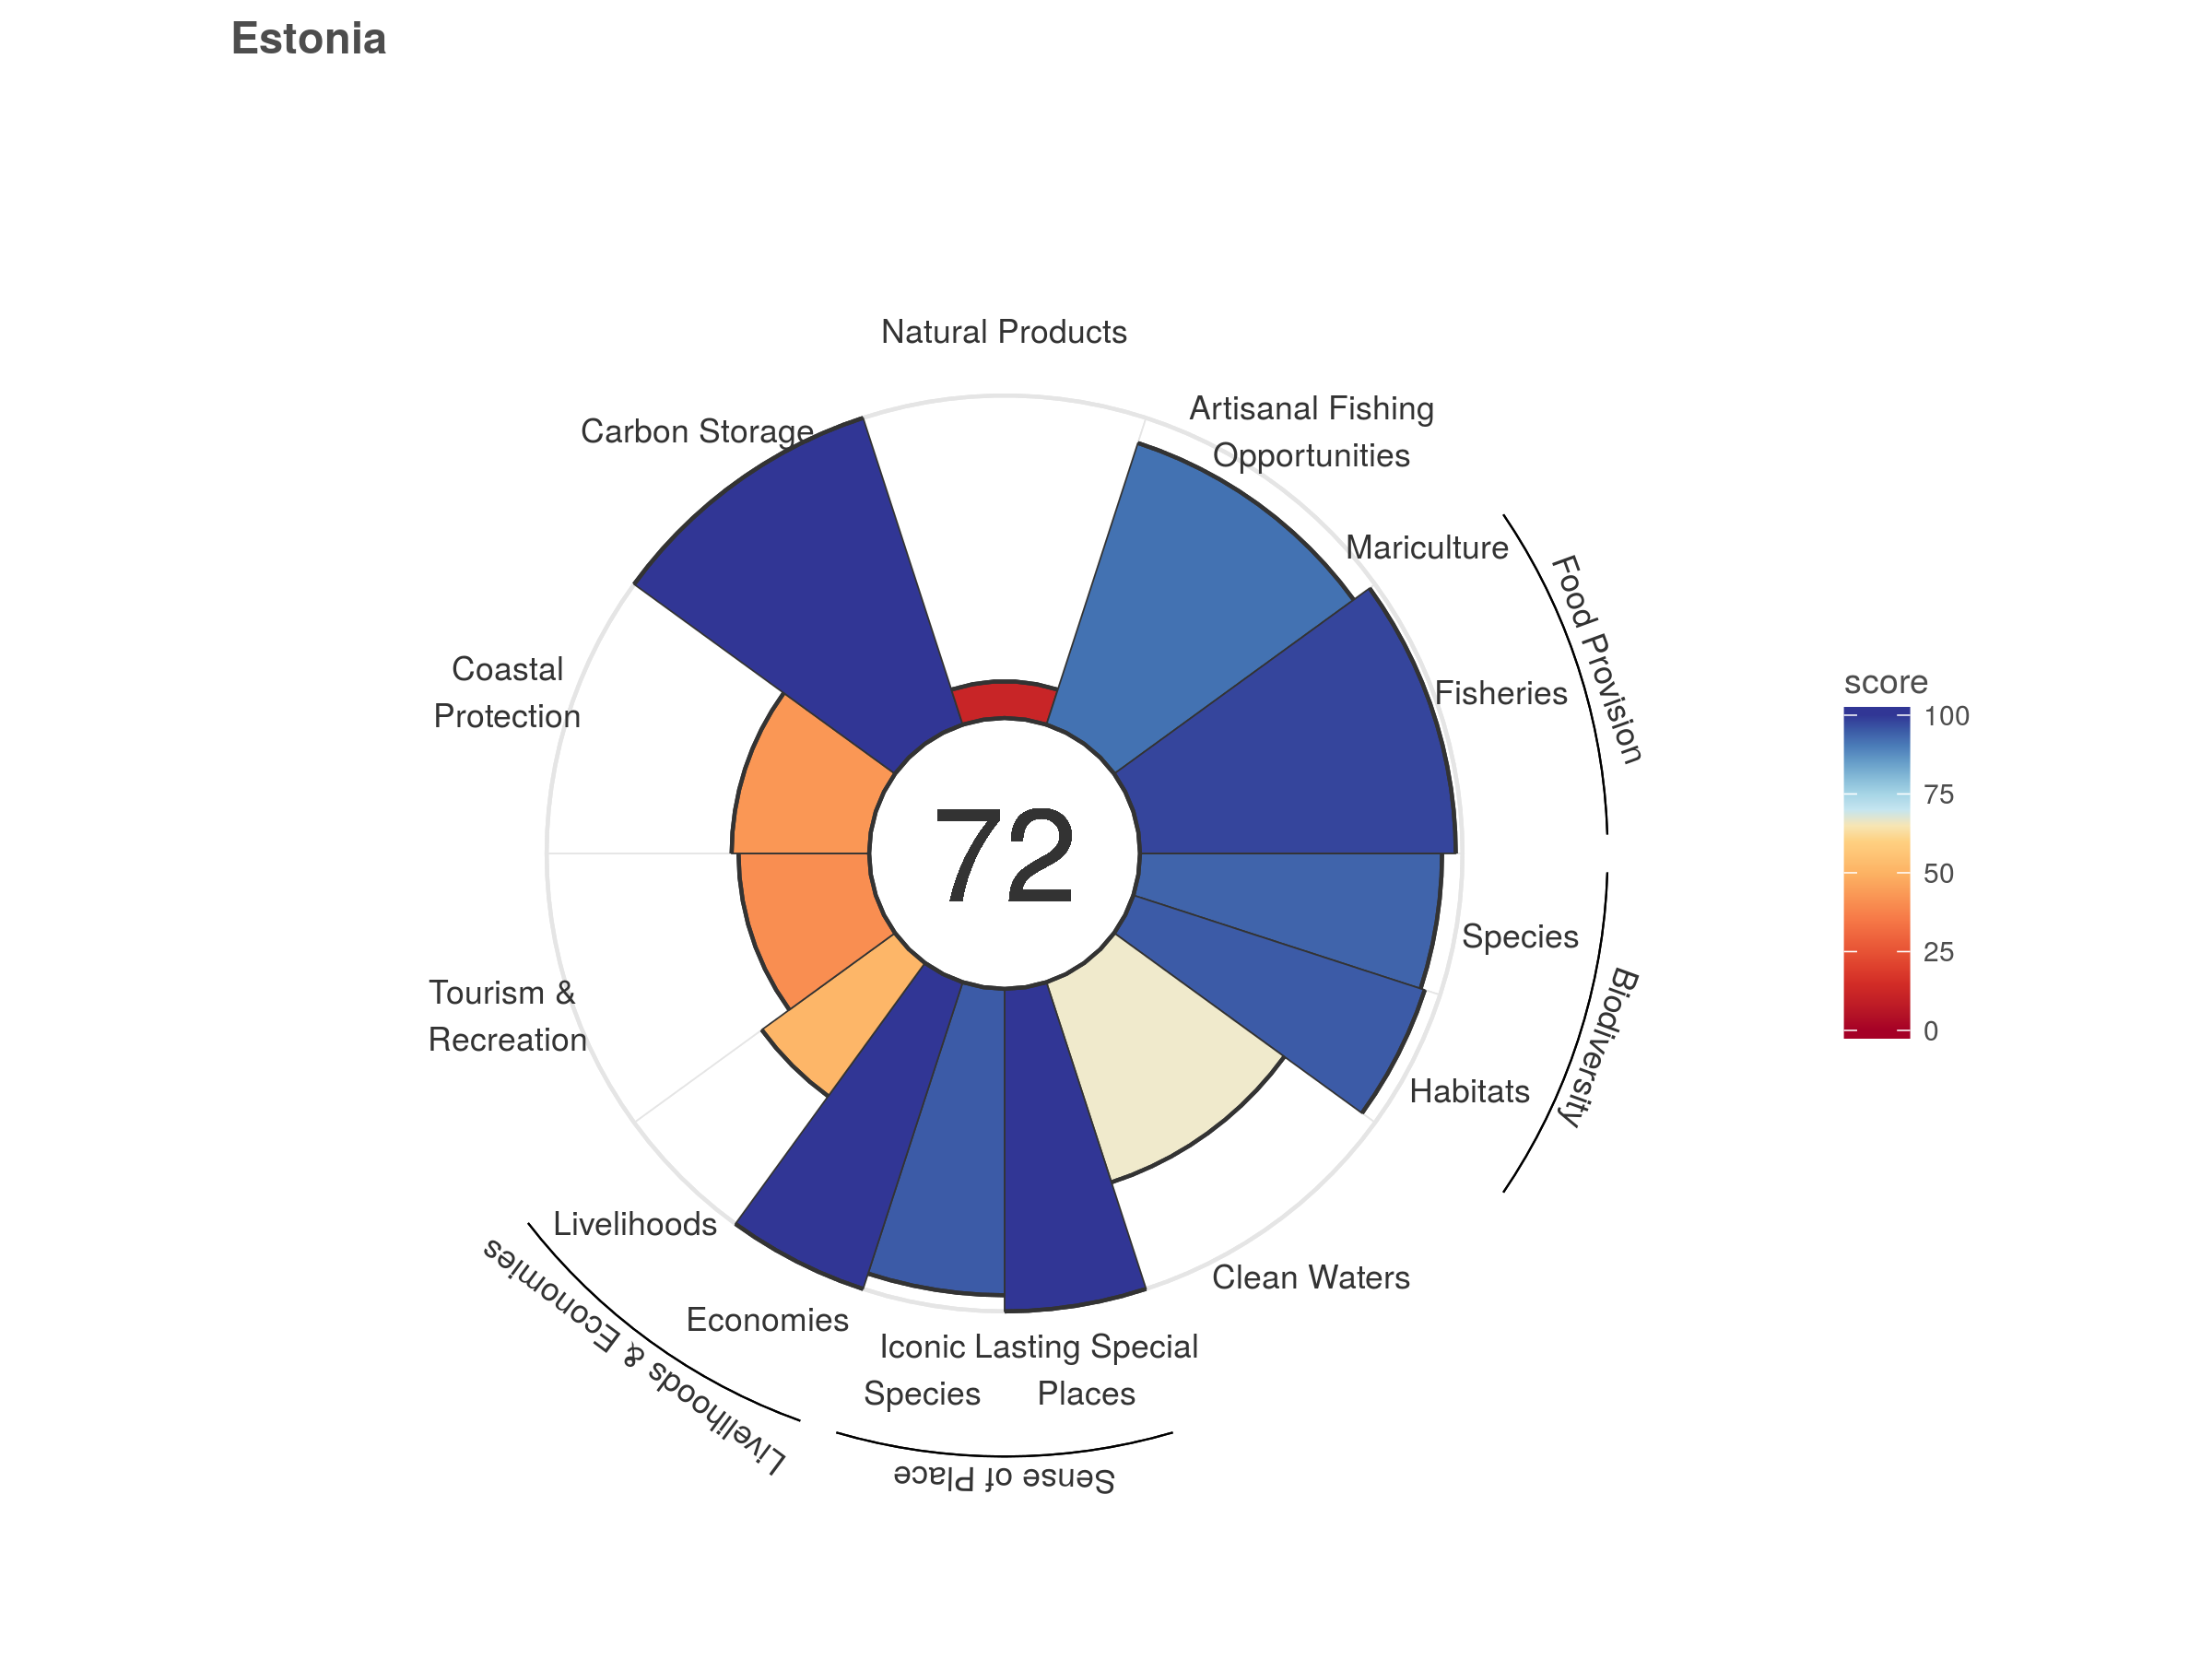 Estonia
Natural Products
Artisanal Fishing
Opportunities
Carbon Storage
Mariculture
Food Provision
Fisheries
Coastal
Protection
72
score
100
75
50
25
0
Species
Biodiversity
Habitats
Tourism &
Recreation
Livelihoods
Livelihoods & Economies
Economies
Clean Waters
Iconic
Species
Lasting Special
Places
Sense of Place